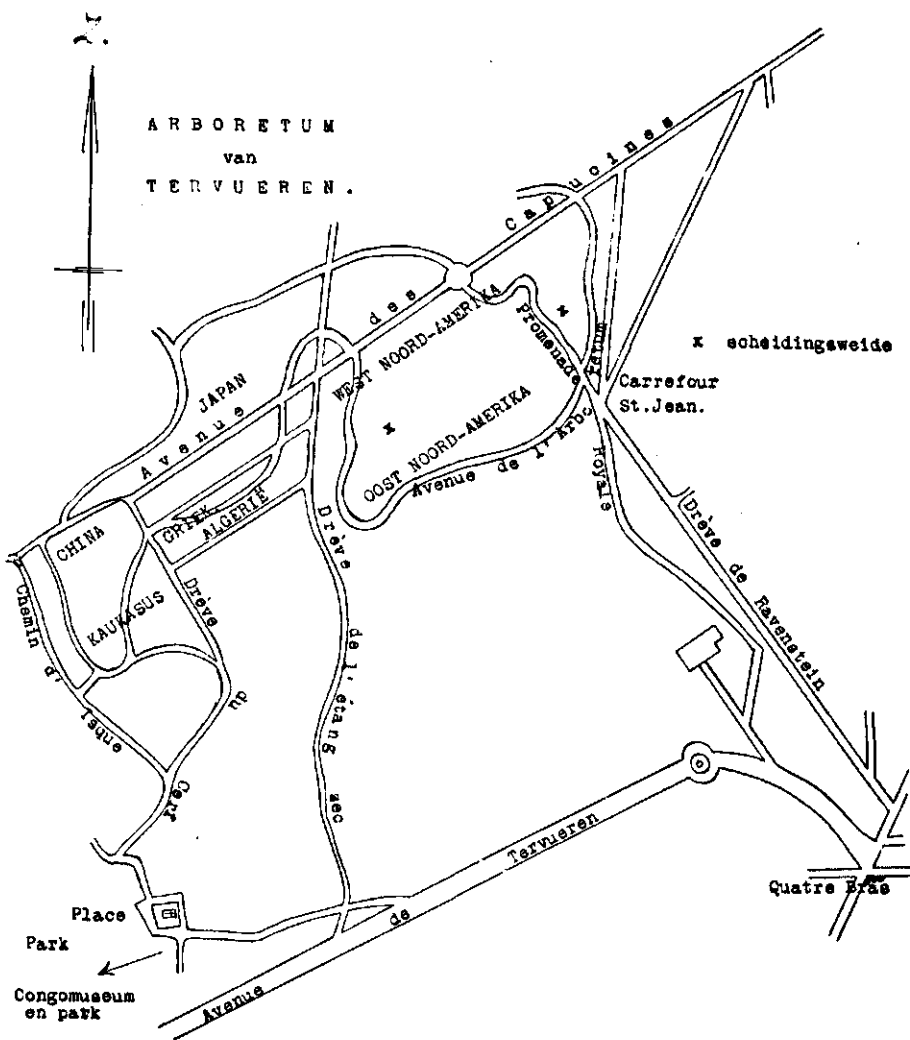 Z.
ARBORETUM
van
TERVUEREN.
Avenue des Capucines
JAPAN
WEST NOORD-AMERIKA
x
Promenade
x scheidingsweide
Carrefour
St.Jean.
x
OOST NOORD-AMERIKA
Avenue de l'Arboretum
Royale
CHINA
GRIEK.
ALGERIË
KAUKASUS
Chemin d'
Drève du Cerf
Drève de l'étang sec
Drève de Ravenstein
Avenue de Tervueren
Quatre Bras
Place
Park
Congomuseum
en park